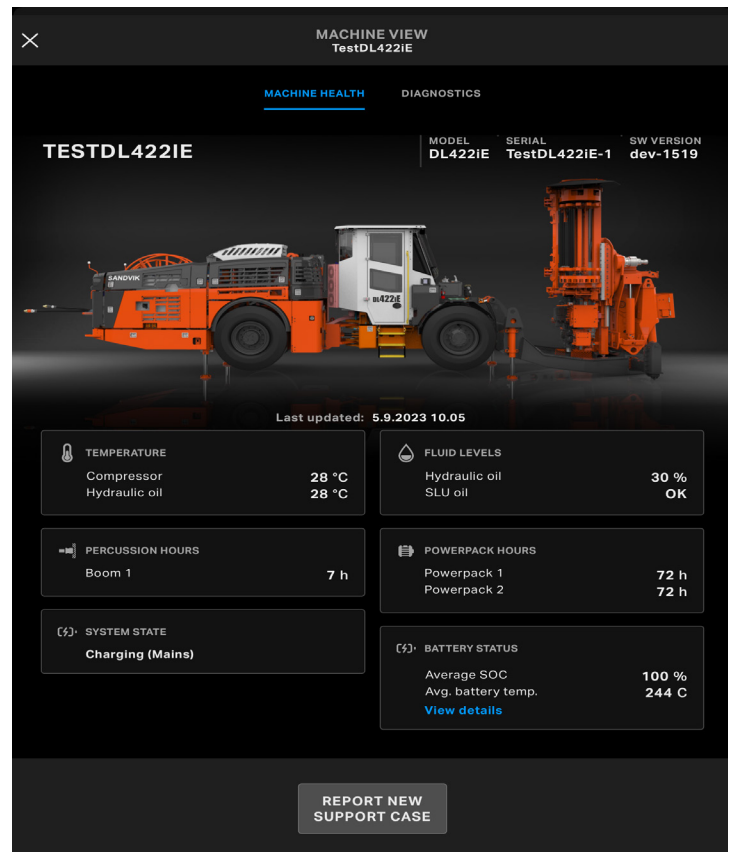 MACHINE VIEW
TestDL422iE
MACHINE HEALTH
DIAGNOSTICS
TESTDL422IE
MODEL SERIAL SW VERSION
DL422iE TestDL422iE-1 dev-1519
SANDVIK
DL422iE
Last updated: 5.9.2023 10.05
TEMPERATURE
Compressor 28 °C
Hydraulic oil 28 °C
FLUID LEVELS
Hydraulic oil 30 %
SLU oil OK
PERCUSSION HOURS
Boom 1 7 h
POWERPACK HOURS
Powerpack 1 72 h
Powerpack 2 72 h
SYSTEM STATE
Charging (Mains)
BATTERY STATUS
Average SOC 100 %
Avg. battery temp. 244 C
View details
REPORT NEW
SUPPORT CASE